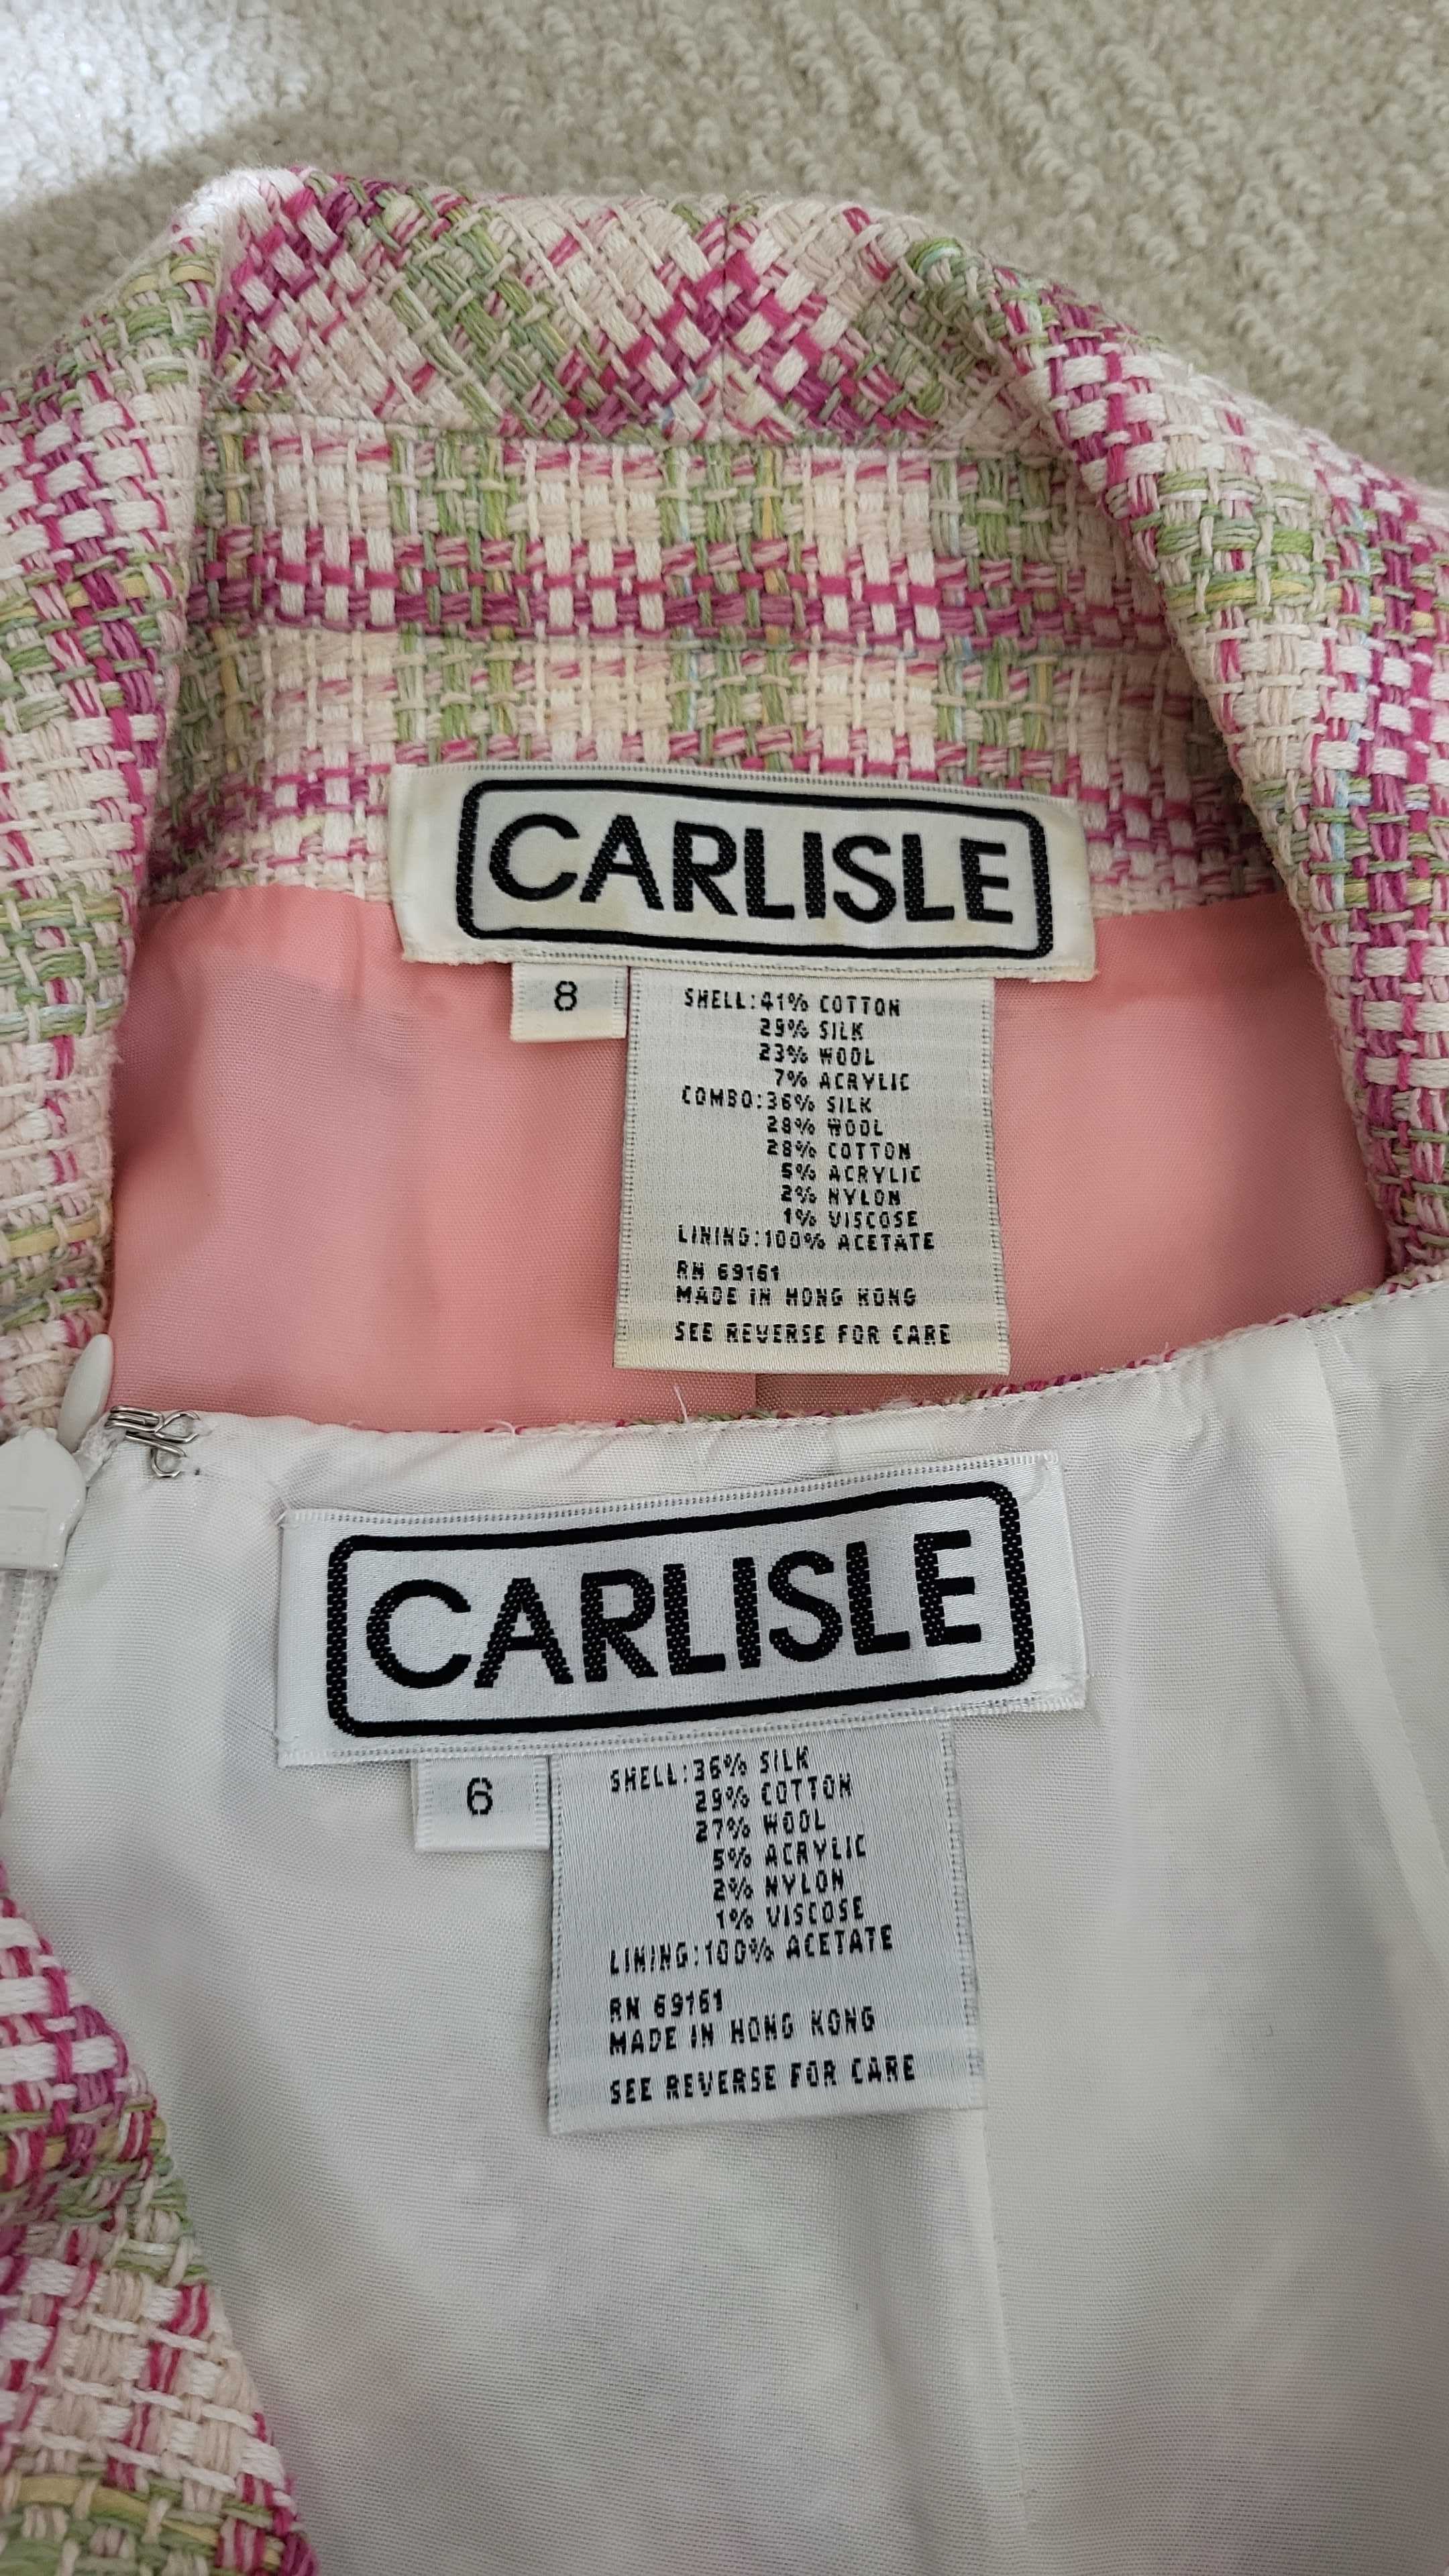 CARLISLE
8
SHELL:41% COTTON
29% SILK
23% WOOL
7% ACRYLIC
COMBO:36% SILK
28% WOOL
28% COTTON
5% ACRYLIC
2% NYLON
1% VISCOSE
LINING:100% ACETATE
RN 69161
MADE IN HONG KONG
SEE REVERSE FOR CARE
CARLISLE
6
SHELL:36% SILK
29% COTTON
27% WOOL
5% ACRYLIC
2% NYLON
1% VISCOSE
LINING:100% ACETATE
RN 69161
MADE IN HONG KONG
SEE REVERSE FOR CARE